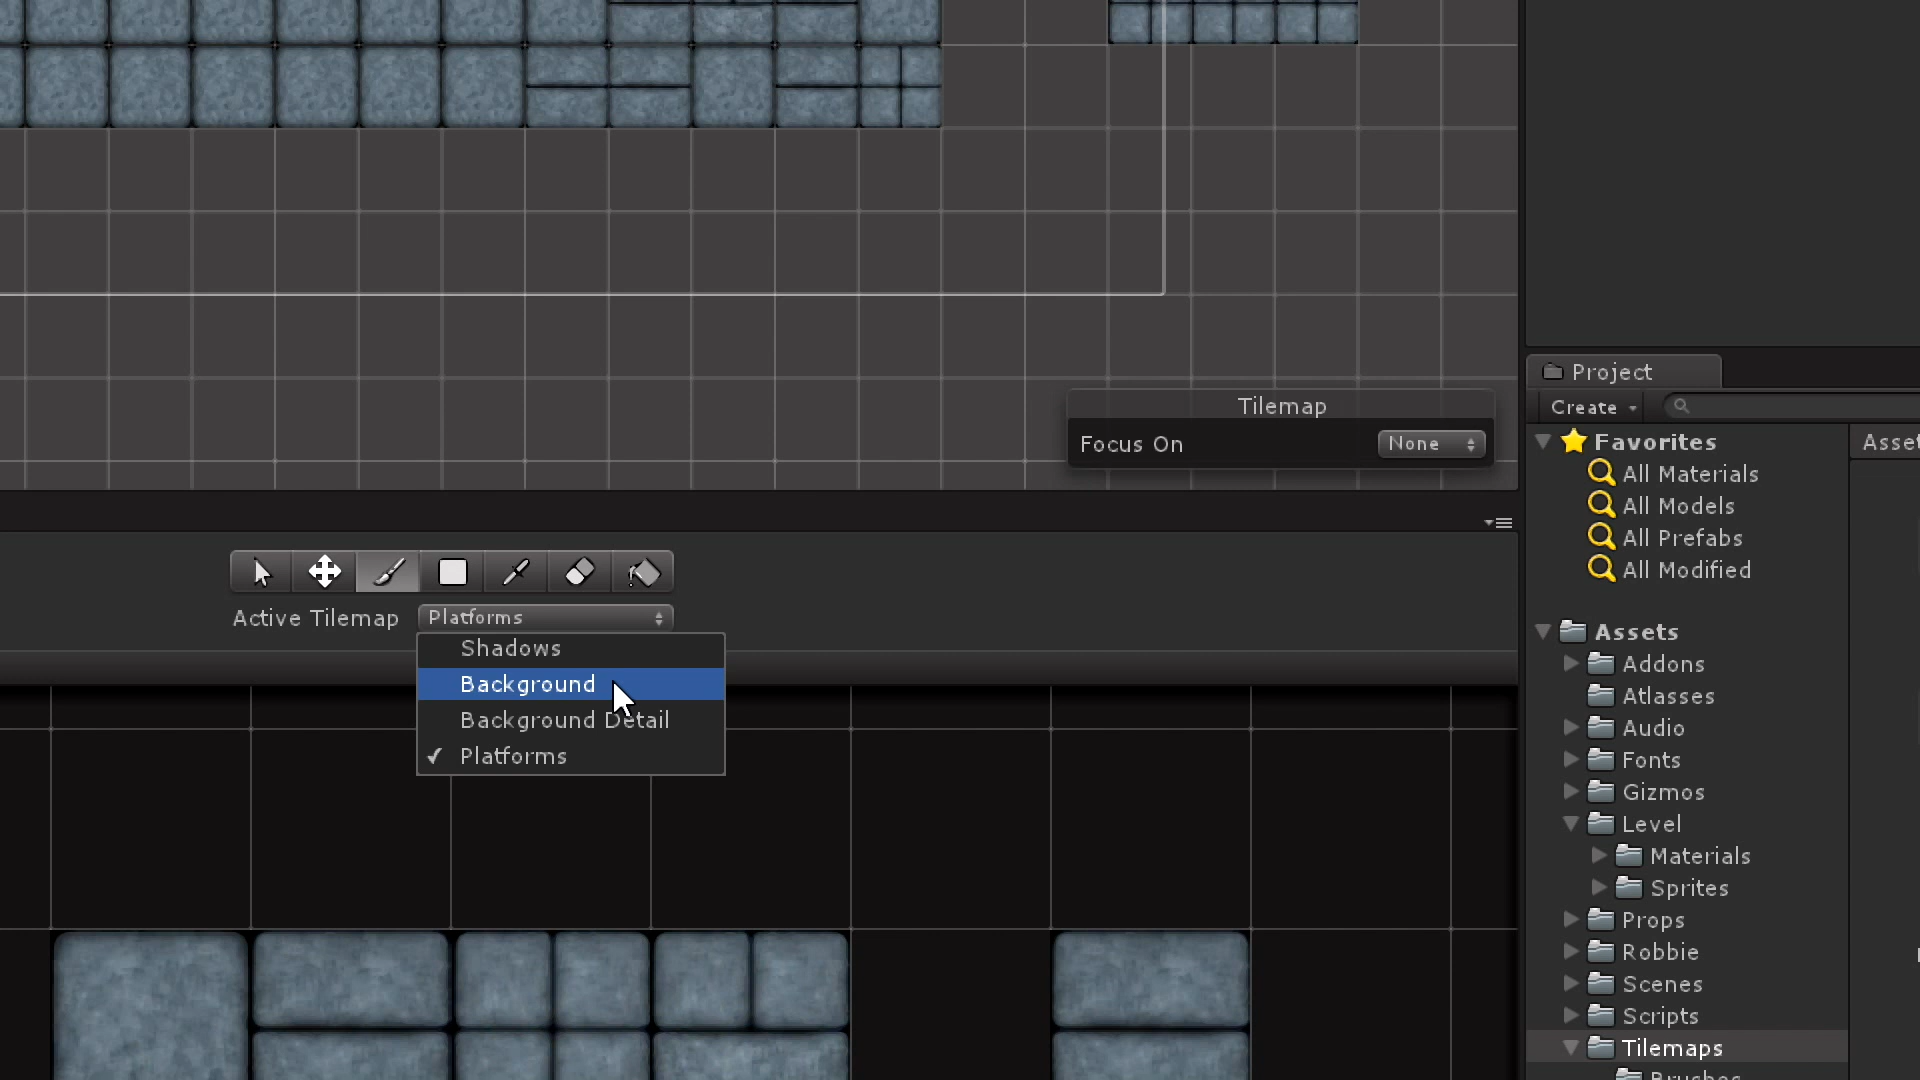 Tilemap
Focus On None
Project
Create
Favorites
All Materials
All Models
All Prefabs
All Modified
Assets
Addons
Atlasses
Audio
Fonts
Gizmos
Level
Materials
Sprites
Props
Robbie
Scenes
Scripts
Tilemaps
Brushes
Asset
Active Tilemap Platforms
Shadows
Background
Background Detail
Platforms